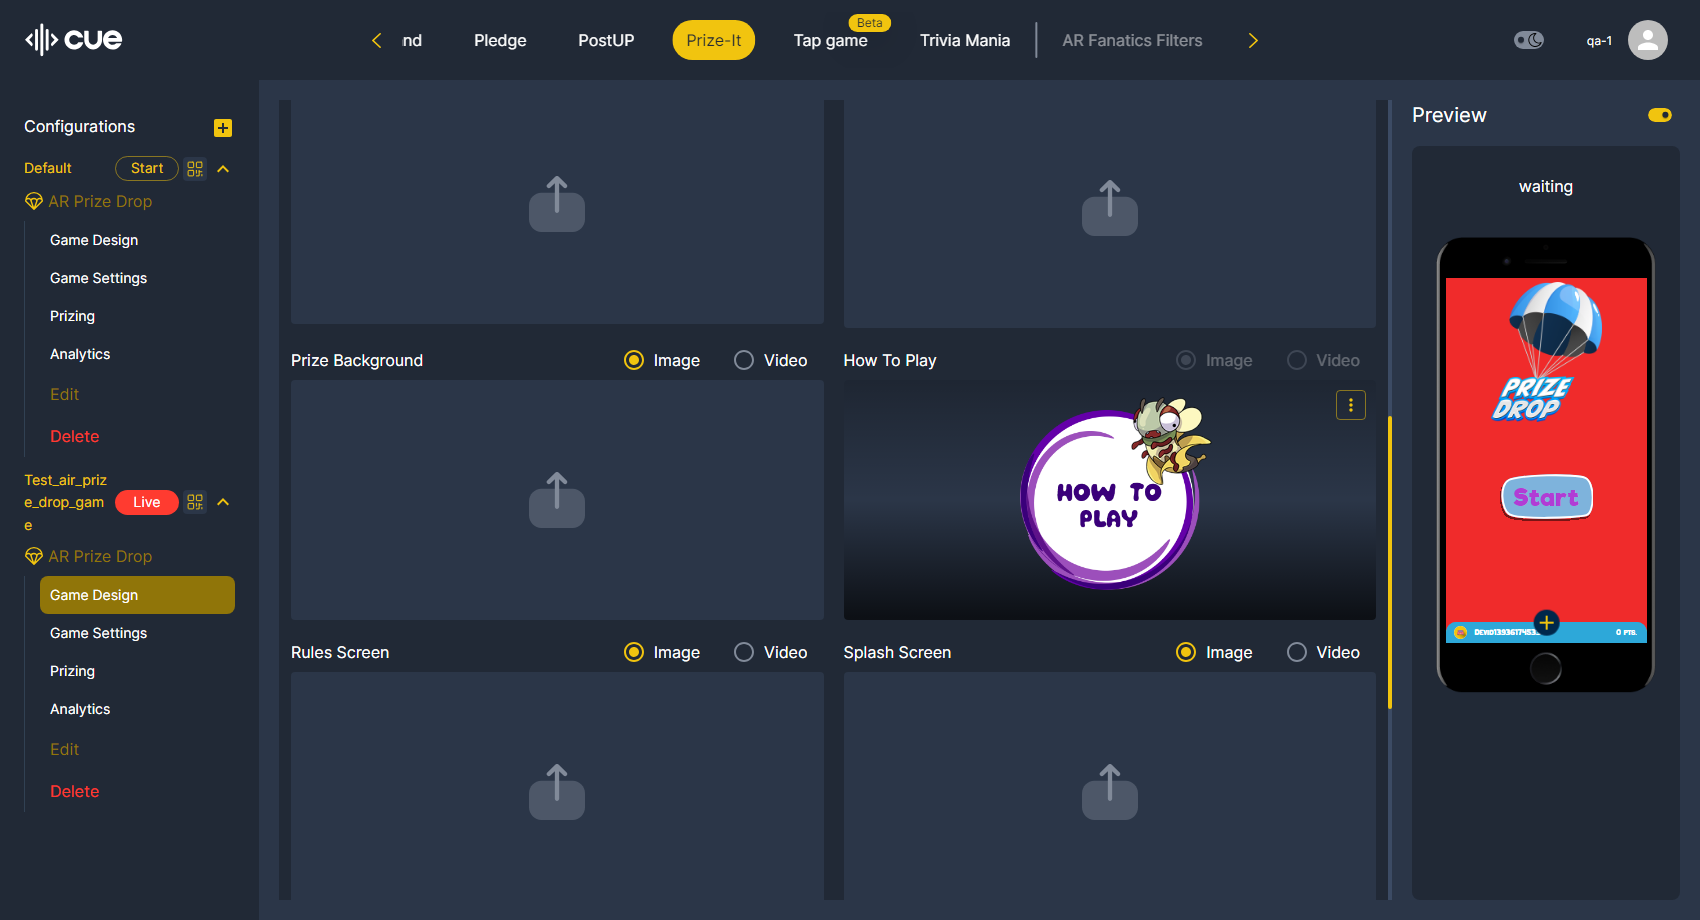 cue
nd
Pledge
PostUP
Prize-It
Beta
Tap game
Trivia Mania
AR Fanatics Filters
qa-1
Configurations
Default
Start
AR Prize Drop
Game Design
Game Settings
Prizing
Analytics
Edit
Delete
Test_air_priz
e_drop_gam
e
Live
AR Prize Drop
Game Design
Game Settings
Prizing
Analytics
Edit
Delete
Prize Background
Image
Video
How To Play
Image
Video
HOW TO
PLAY
Rules Screen
Image
Video
Splash Screen
Image
Video
Preview
waiting
PRIZE
DROP
Start
0 PTS.